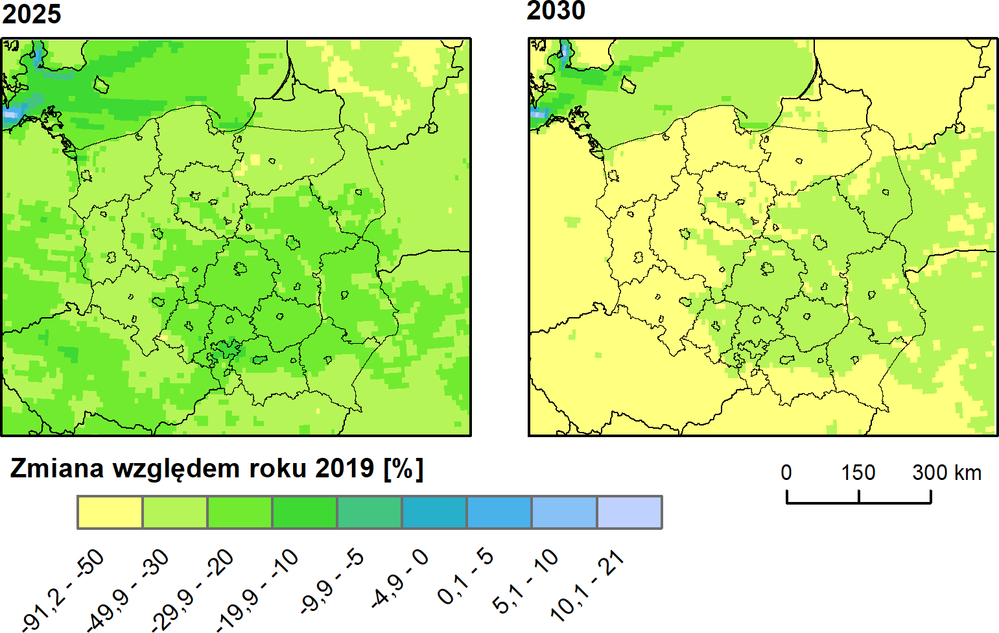 2025
2030
Zmiana względem roku 2019 [%]
0 150 300 km
-91,2 - -50
-49,9 - -30
-29,9 - -20
-19,9 - -10
-9,9 - -5
-4,9 - 0
0,1 - 5
5,1 - 10
10,1 - 21